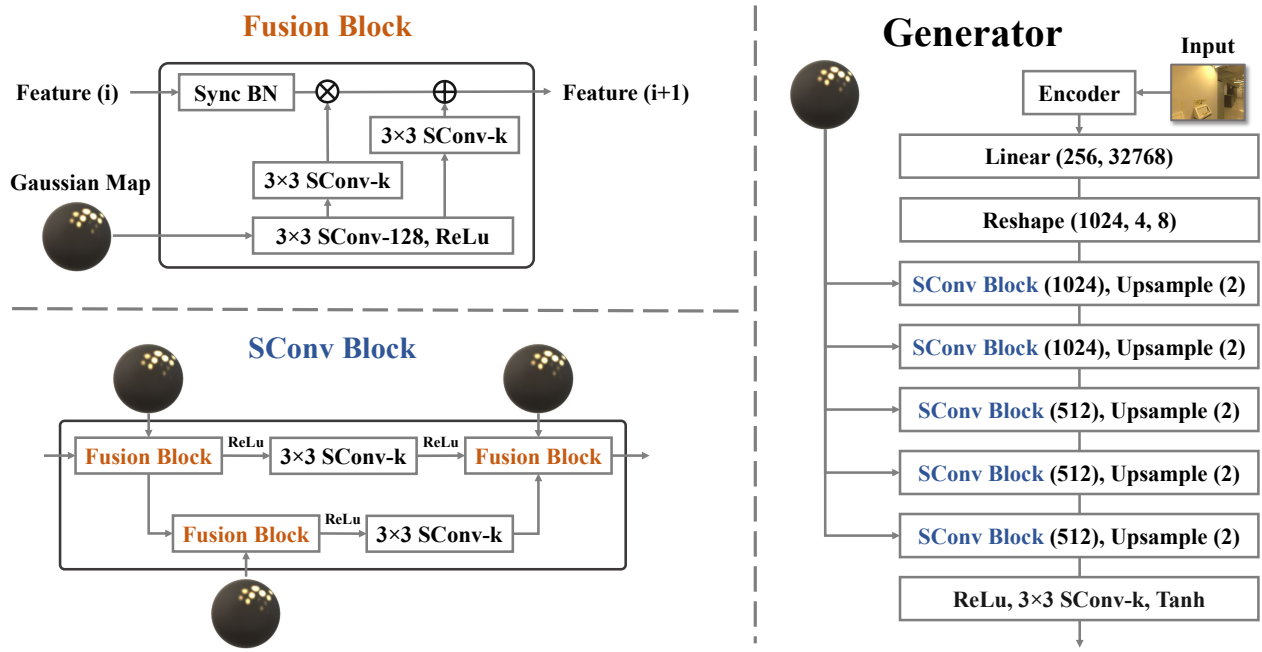 Fusion Block
Feature (i)
Sync BN
Feature (i+1)
3×3 SConv-k
3×3 SConv-k
Gaussian Map
3×3 SConv-128, ReLu
SConv Block
Fusion Block
ReLu
3×3 SConv-k
ReLu
Fusion Block
Fusion Block
ReLu
3×3 SConv-k
Generator
Input
Encoder
Linear (256, 32768)
Reshape (1024, 4, 8)
SConv Block (1024), Upsample (2)
SConv Block (1024), Upsample (2)
SConv Block (512), Upsample (2)
SConv Block (512), Upsample (2)
SConv Block (512), Upsample (2)
ReLu, 3×3 SConv-k, Tanh